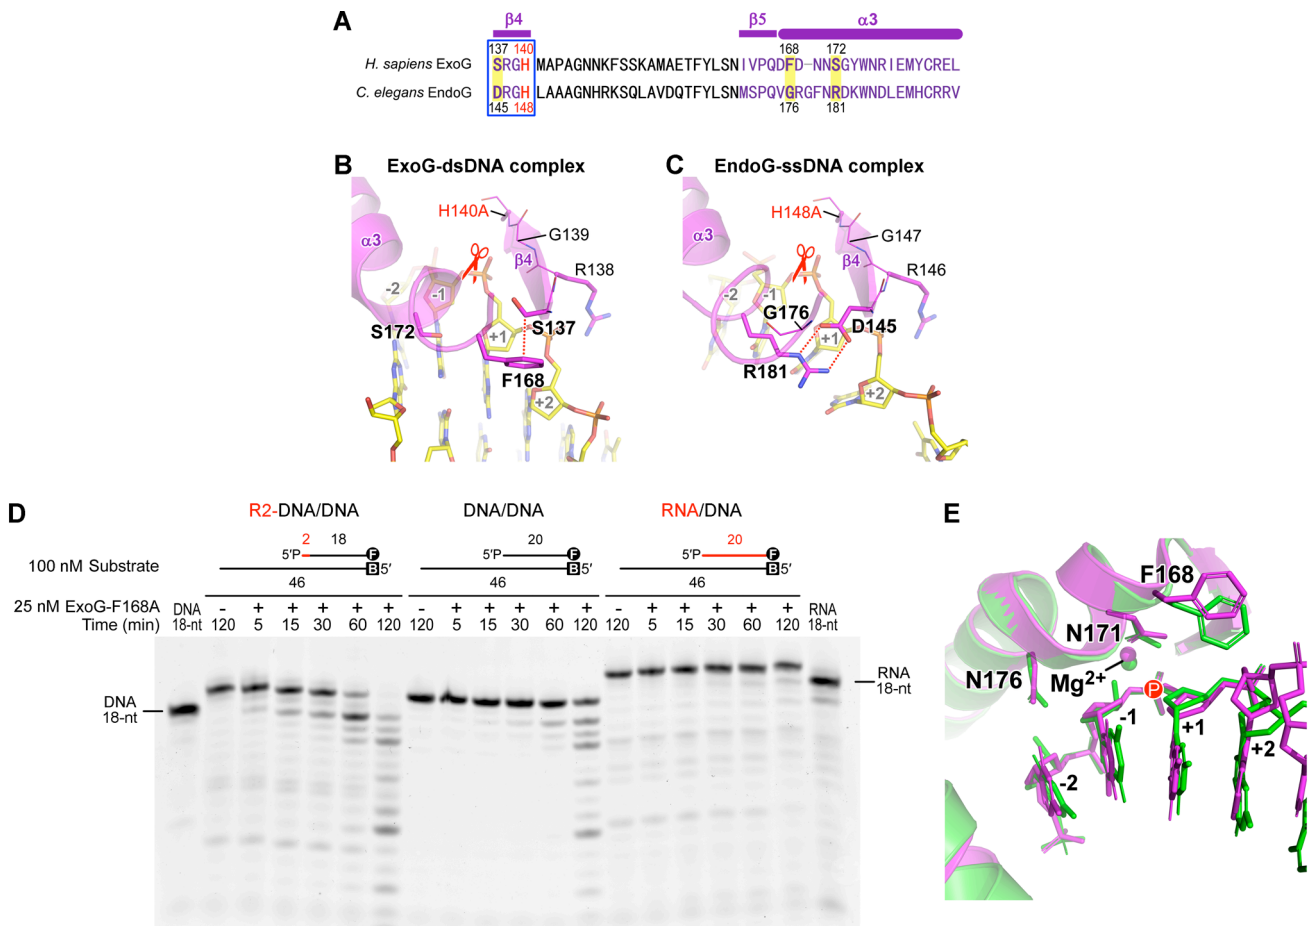 A
β4 β5 α3
137 140 168 172
H. sapiens ExoG SRGHMAPAGNNKFSSKAMAETFYLSNIVPQDFD-NNSGYWNRIEMYCREL
C. elegans EndoG DRGHLAAAGNHRKSQLAVDQTFYLSNMSPQVGRGFNRDKWNDLEMHCRRV
145 148 176 181
B ExoG-dsDNA complex
H140A
α3
G139
β4
R138
-2
-1
S172
+1
S137
F168
+2
C EndoG-ssDNA complex
H148A
α3
G147
β4
R146
-2
-1
G176
D145
+1
R181
+2
D
R2-DNA/DNA DNA/DNA RNA/DNA
2 18 20 20
5'P F 5'P F 5'P F
100 nM Substrate B 5' B 5' B 5'
46 46 46
25 nM ExoG-F168A DNA - + + + + + - + + + + + - + + + + + RNA
Time (min) 18-nt 120 5 15 30 60 120 120 5 15 30 60 120 120 5 15 30 60 120 18-nt
DNA
18-nt
RNA
18-nt
E
F168
N171
N176
Mg2+
P
-1
+1
+2
-2